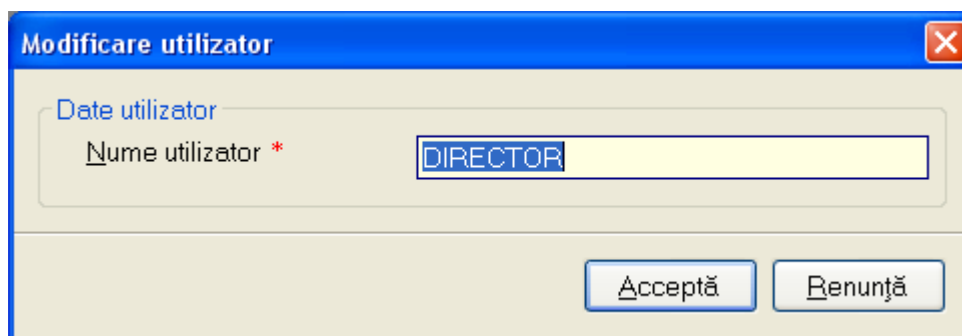 Modificare utilizator
Date utilizator
Nume utilizator * DIRECTOR
Acceptă Renunţă